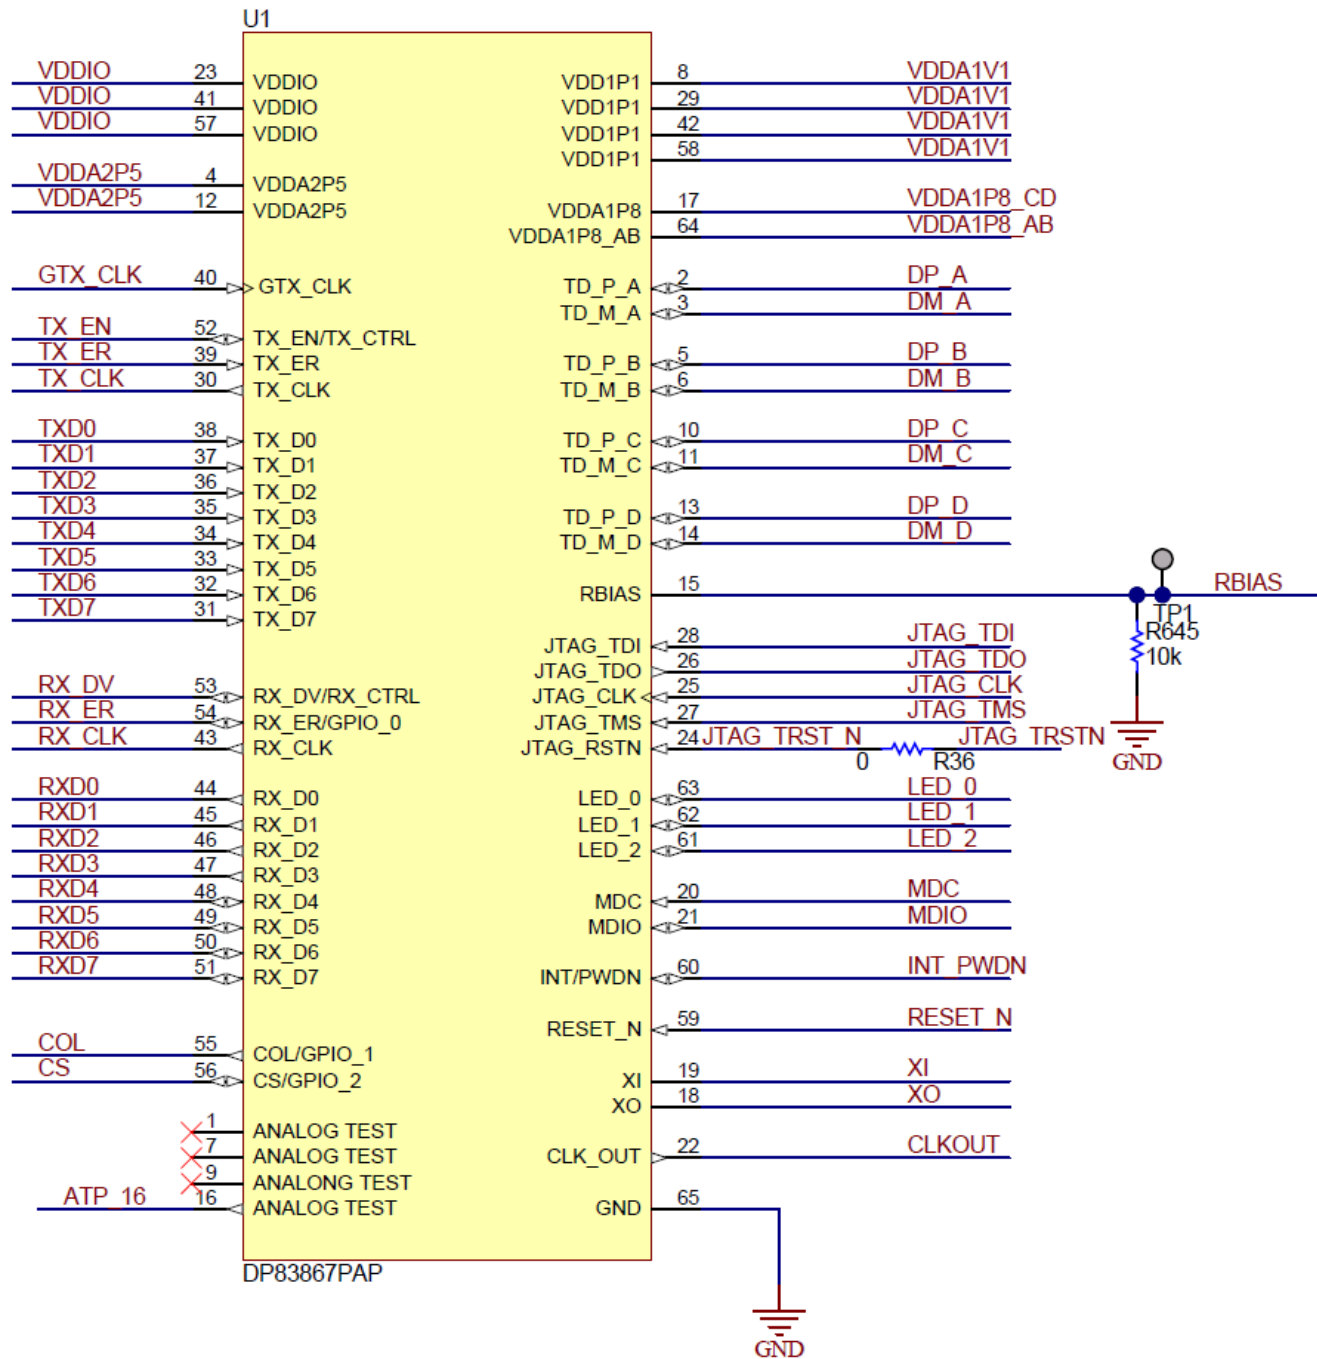 U1
VDDIO 23 VDDIO VDD1P1 8 VDDA1V1
VDDIO 41 VDDIO VDD1P1 29 VDDA1V1
VDDIO 57 VDDIO VDD1P1 42 VDDA1V1
VDD1P1 58 VDDA1V1
VDDA2P5 4 VDDA2P5
VDDA2P5 12 VDDA2P5 VDDA1P8 17 VDDA1P8_CD
VDDA1P8_AB 64 VDDA1P8_AB
GTX_CLK 40 GTX_CLK TD_P_A 2 DP_A
TD_M_A 3 DM_A
TX_EN 52 TX_EN/TX_CTRL
TX_ER 39 TX_ER TD_P_B 5 DP_B
TX_CLK 30 TX_CLK TD_M_B 6 DM_B
TXD0 38 TX_D0 TD_P_C 10 DP_C
TXD1 37 TX_D1 TD_M_C 11 DM_C
TXD2 36 TX_D2
TXD3 35 TX_D3 TD_P_D 13 DP_D
TXD4 34 TX_D4 TD_M_D 14 DM_D
TXD5 33 TX_D5
TXD6 32 TX_D6 RBIAS 15 RBIAS
TXD7 31 TX_D7 TP1
R645
JTAG_TDI 28 JTAG_TDI 10k
JTAG_TDO 26 JTAG_TDO
RX_DV 53 RX_DV/RX_CTRL JTAG_CLK 25 JTAG_CLK
RX_ER 54 RX_ER/GPIO_0 JTAG_TMS 27 JTAG_TMS
RX_CLK 43 RX_CLK JTAG_RSTN 24 JTAG_TRST_N 0 R36 JTAG_TRSTN GND
RXD0 44 RX_D0 LED_0 63 LED_0
RXD1 45 RX_D1 LED_1 62 LED_1
RXD2 46 RX_D2 LED_2 61 LED_2
RXD3 47 RX_D3
RXD4 48 RX_D4 MDC 20 MDC
RXD5 49 RX_D5 MDIO 21 MDIO
RXD6 50 RX_D6
RXD7 51 RX_D7 INT/PWDN 60 INT_PWDN
RESET_N 59 RESET_N
COL 55 COL/GPIO_1
CS 56 CS/GPIO_2 XI 19 XI
XO 18 XO
1 ANALOG TEST
7 ANALOG TEST CLK_OUT 22 CLKOUT
9 ANALONG TEST
ATP_16 16 ANALOG TEST GND 65
DP83867PAP
GND